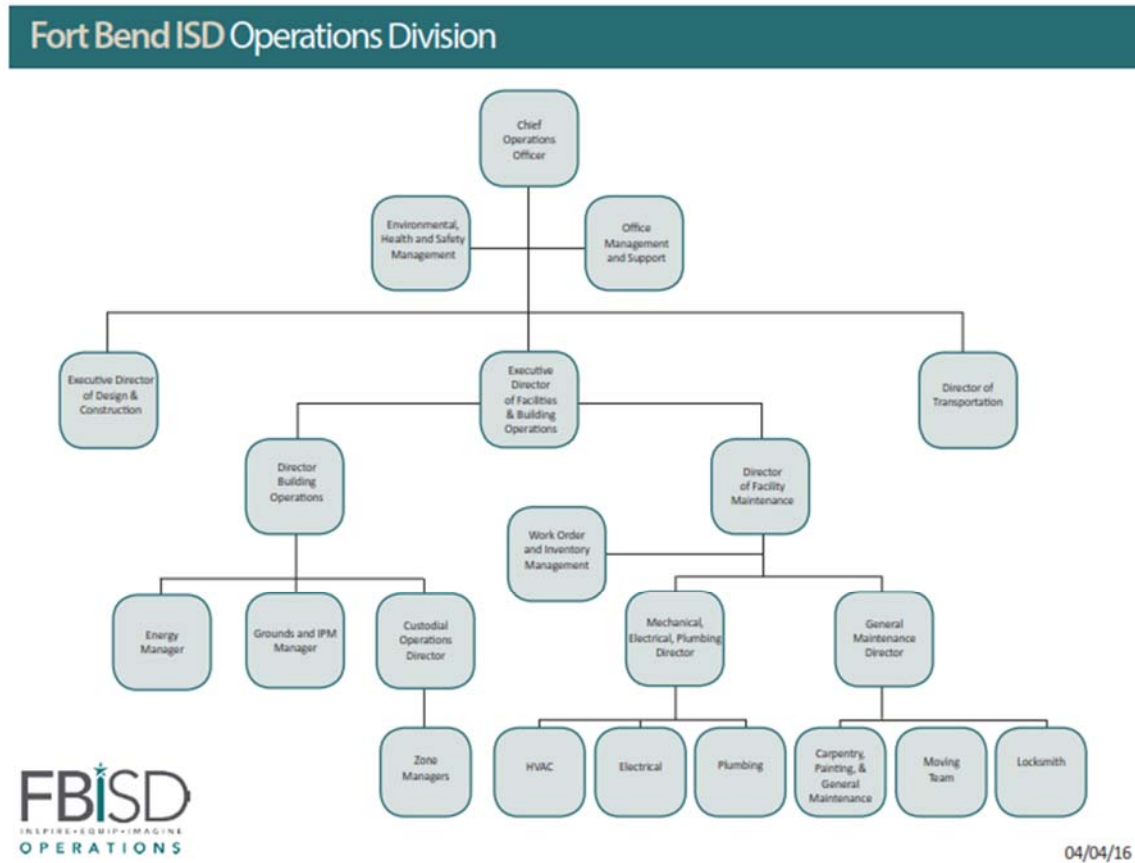 Fort Bend ISD Operations Division
Chief
Operations
Officer
Environmental,
Health and Safety
Management
Office
Management
and Support
Executive Director
of Design &
Construction
Executive
Director
of Facilities
& Building
Operations
Director of
Transportation
Director
Building
Operations
Director
of Facility
Maintenance
Work Order
and Inventory
Management
Energy
Manager
Grounds and IPM
Manager
Custodial
Operations
Director
Mechanical,
Electrical, Plumbing
Director
General
Maintenance
Director
Zone
Managers
HVAC
Electrical
Plumbing
Carpentry,
Painting, &
General
Maintenance
Moving
Team
Locksmith
FBISD
INSPIRE•EQUIP•IMAGINE
OPERATIONS
04/04/16